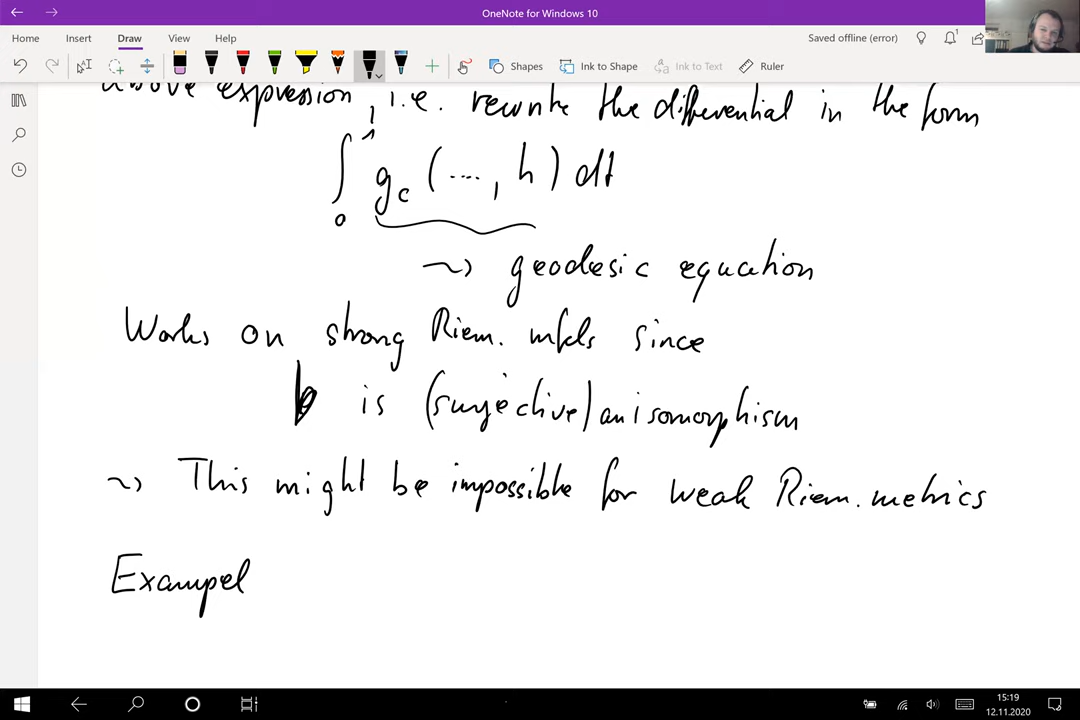 OneNote for Windows 10
Home Insert Draw View Help
Saved offline (error)
Shapes Ink to Shape Ink to Text Ruler
above expression, i.e. rewrite the differential in the form
∫₀¹ g_c (...., h) dt
~> geodesic equation
Works on strong Riem. mfds since
♭ is (surjective) an isomorphism
~> This might be impossible for weak Riem. metrics
Exampel
15:19
12.11.2020